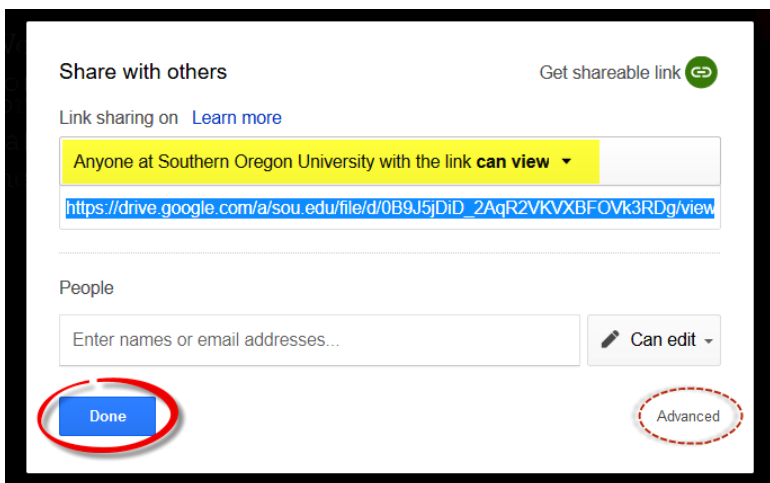 Share with others
Get shareable link
Link sharing on Learn more
Anyone at Southern Oregon University with the link can view
https://drive.google.com/a/sou.edu/file/d/0B9J5jDiD_2AqR2VKVXBFOVk3RDg/view
People
Enter names or email addresses...
Can edit
Done
Advanced